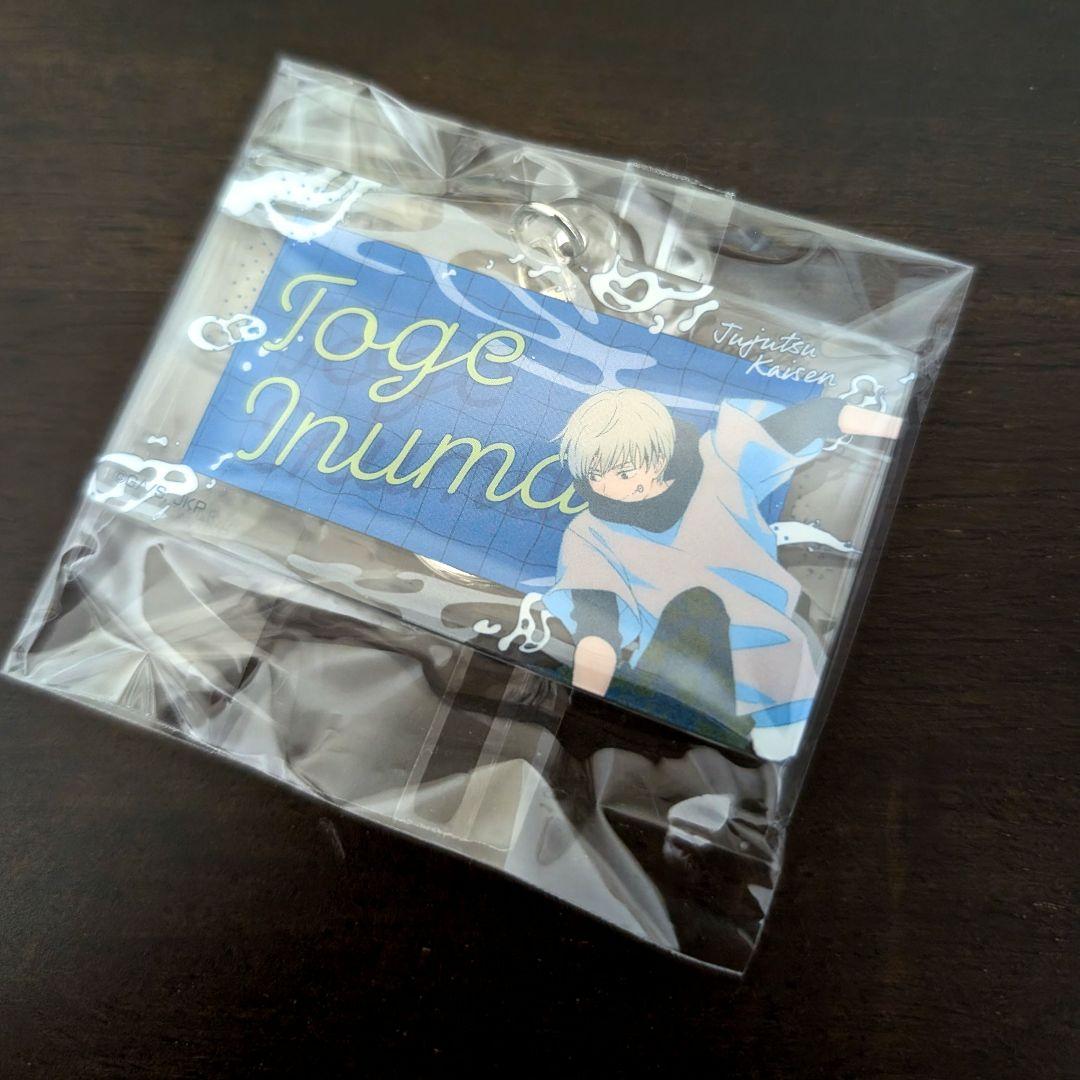 Toge
Inuma
Jujutsu
Kaisen